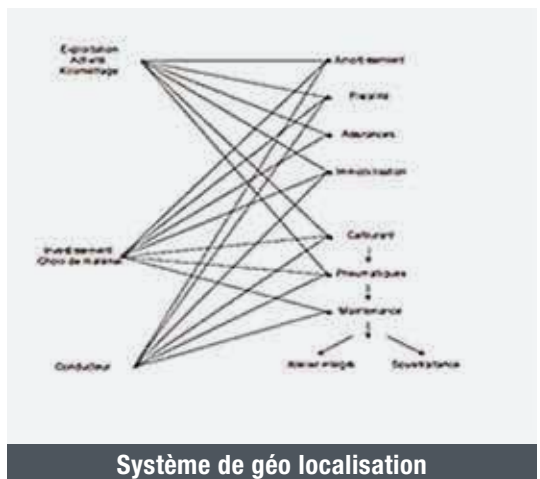 Exploitation
Activité
Kilométrage
Amortissement
Fiscalité
Assurances
Immobilisation
Investissement
Choix de matériel
Carburant
Pneumatiques
Maintenance
Conducteur
Atelier intégré
Sous-traitance
Système de géo localisation